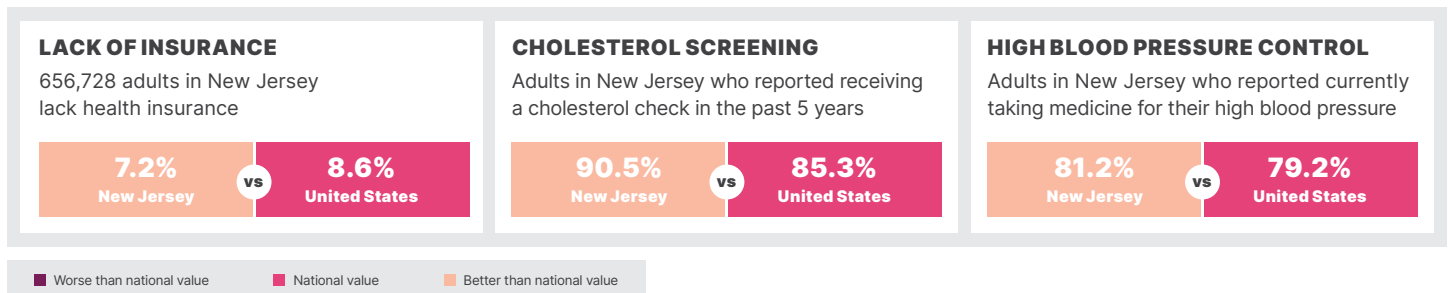 LACK OF INSURANCE
656,728 adults in New Jersey
lack health insurance
7.2%
New Jersey
vs
8.6%
United States
CHOLESTEROL SCREENING
Adults in New Jersey who reported receiving
a cholesterol check in the past 5 years
90.5%
New Jersey
vs
85.3%
United States
HIGH BLOOD PRESSURE CONTROL
Adults in New Jersey who reported currently
taking medicine for their high blood pressure
81.2%
New Jersey
vs
79.2%
United States
Worse than national value
National value
Better than national value